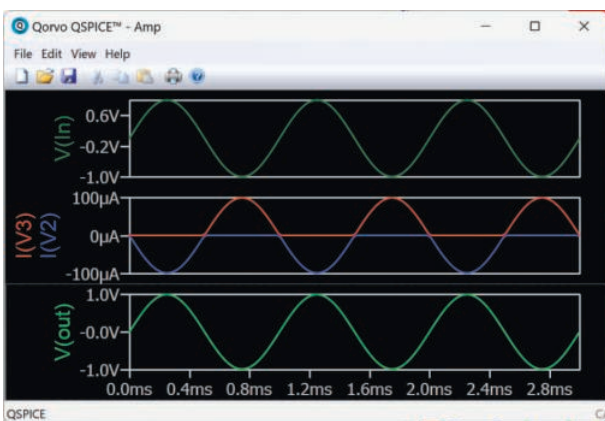 Qorvo QSPICE™ - Amp
File Edit View Help
V(In)
0.6V
-0.2V
-1.0V
I(V3)
I(V2)
100µA
0µA
-100µA
V(out)
1.0V
-0.0V
-1.0V
0.0ms 0.4ms 0.8ms 1.2ms 1.6ms 2.0ms 2.4ms 2.8ms
QSPICE